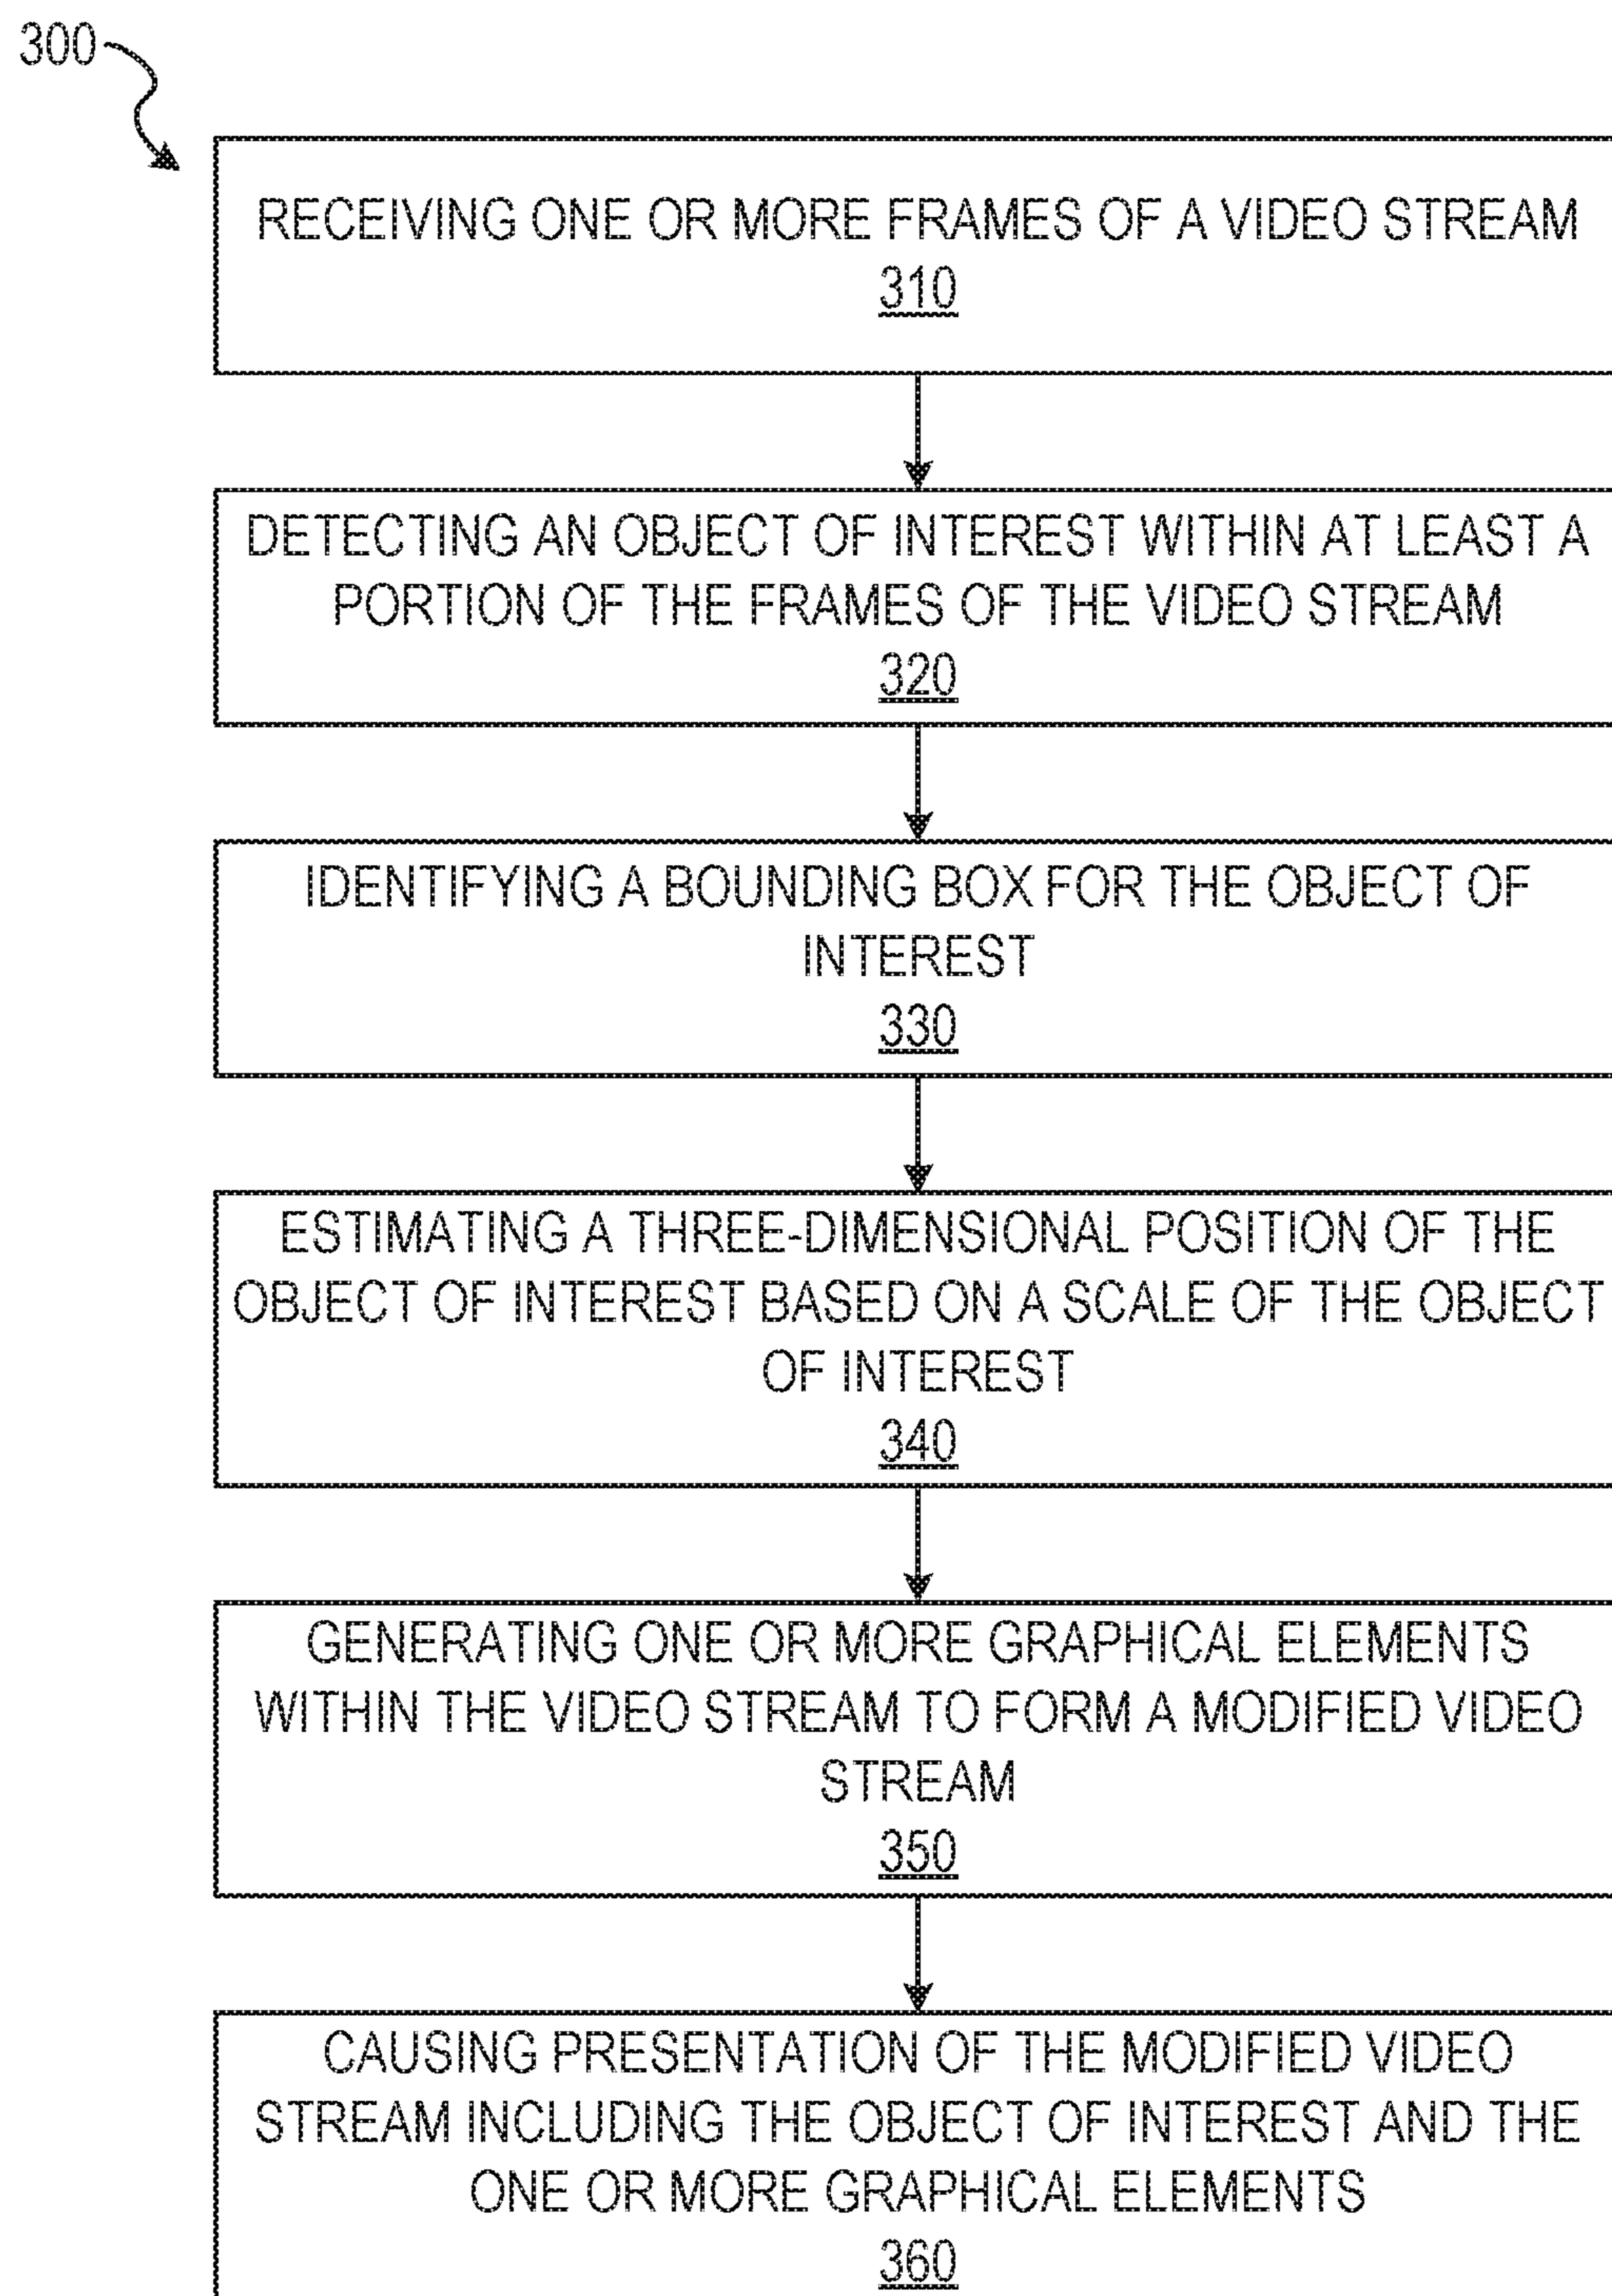 300
RECEIVING ONE OR MORE FRAMES OF A VIDEO STREAM
310
DETECTING AN OBJECT OF INTEREST WITHIN AT LEAST A
PORTION OF THE FRAMES OF THE VIDEO STREAM
320
IDENTIFYING A BOUNDING BOX FOR THE OBJECT OF
INTEREST
330
ESTIMATING A THREE-DIMENSIONAL POSITION OF THE
OBJECT OF INTEREST BASED ON A SCALE OF THE OBJECT
OF INTEREST
340
GENERATING ONE OR MORE GRAPHICAL ELEMENTS
WITHIN THE VIDEO STREAM TO FORM A MODIFIED VIDEO
STREAM
350
CAUSING PRESENTATION OF THE MODIFIED VIDEO
STREAM INCLUDING THE OBJECT OF INTEREST AND THE
ONE OR MORE GRAPHICAL ELEMENTS
360